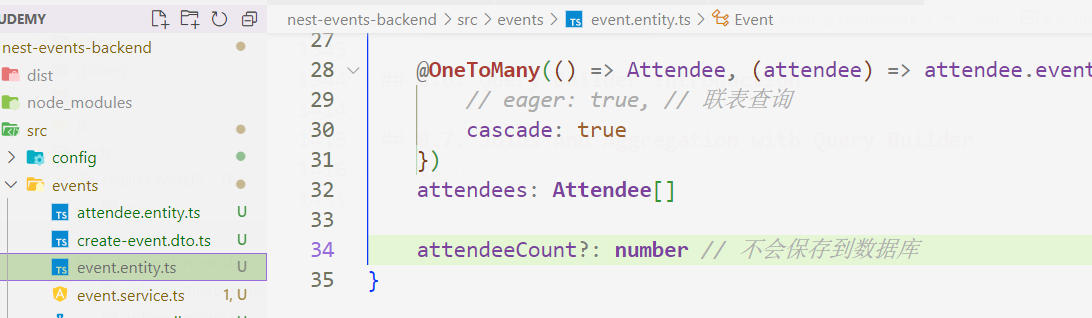 UDEMY
nest-events-backend
dist
node_modules
src
config
events
attendee.entity.ts U
create-event.dto.ts U
event.entity.ts U
event.service.ts 1, U
nest-events-backend > src > events > TS event.entity.ts > Event
27
28 @OneToMany(() => Attendee, (attendee) => attendee.event
29 // eager: true, // 联表查询
30 cascade: true
31 })
32 attendees: Attendee[]
33
34 attendeeCount?: number // 不会保存到数据库
35 }